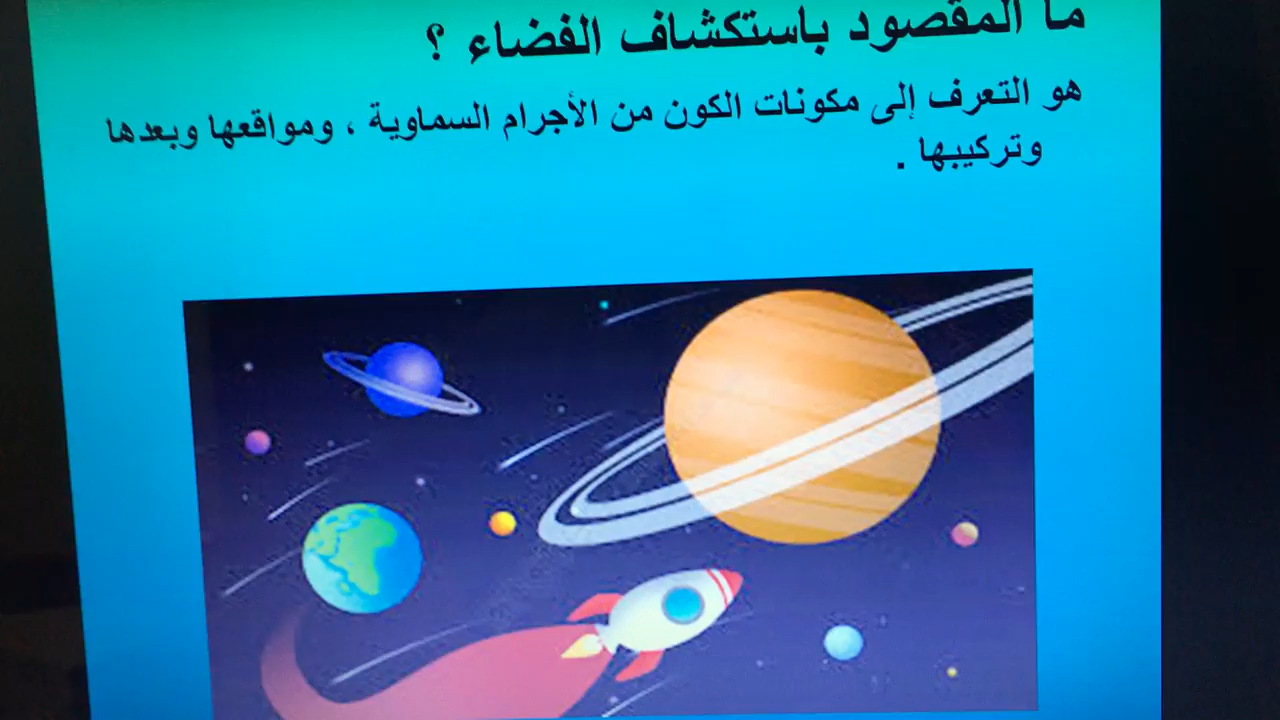 ما المقصود باستكشاف الفضاء ؟
هو التعرف إلى مكونات الكون من الأجرام السماوية ، ومواقعها وبعدها
وتركيبها .